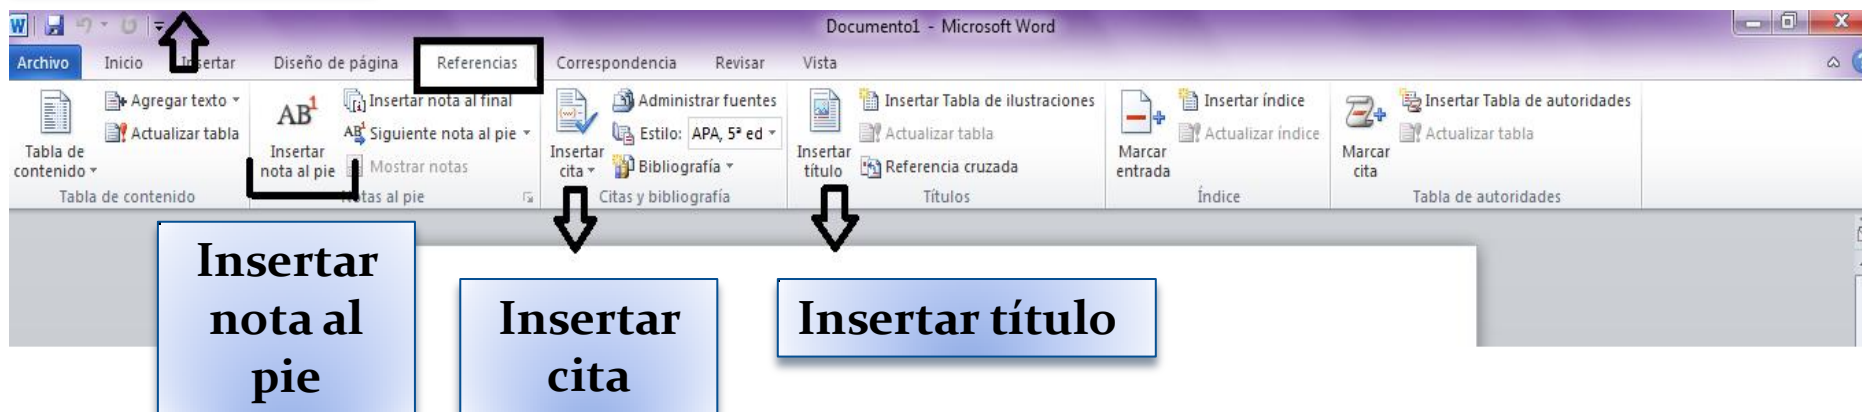 Documento1 - Microsoft Word
Archivo Inicio Insertar Diseño de página Referencias Correspondencia Revisar Vista
Tabla de contenido
Agregar texto
Actualizar tabla
Tabla de contenido
AB1
Insertar
nota al pie
Insertar nota al final
AB1 Siguiente nota al pie
Mostrar notas
Notas al pie
Insertar
cita
Administrar fuentes
Estilo: APA, 5ª ed
Bibliografía
Citas y bibliografía
Insertar
título
Insertar Tabla de ilustraciones
Actualizar tabla
Referencia cruzada
Títulos
Marcar
entrada
Insertar índice
Actualizar índice
Índice
Marcar
cita
Insertar Tabla de autoridades
Actualizar tabla
Tabla de autoridades
Insertar
nota al
pie
Insertar
cita
Insertar título